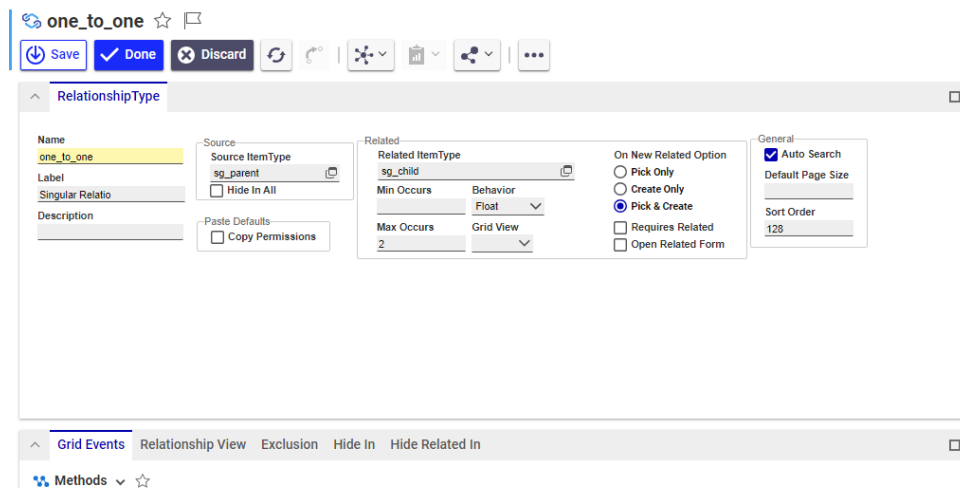 one_to_one
Save Done Discard
RelationshipType
Name
one_to_one
Label
Singular Relatio
Description
Source
Source ItemType
sg_parent
Hide In All
Paste Defaults
Copy Permissions
Related
Related ItemType
sg_child
Min Occurs
Behavior
Float
Max Occurs
2
Grid View
On New Related Option
Pick Only
Create Only
Pick & Create
Requires Related
Open Related Form
General
Auto Search
Default Page Size
Sort Order
128
Grid Events Relationship View Exclusion Hide In Hide Related In
Methods